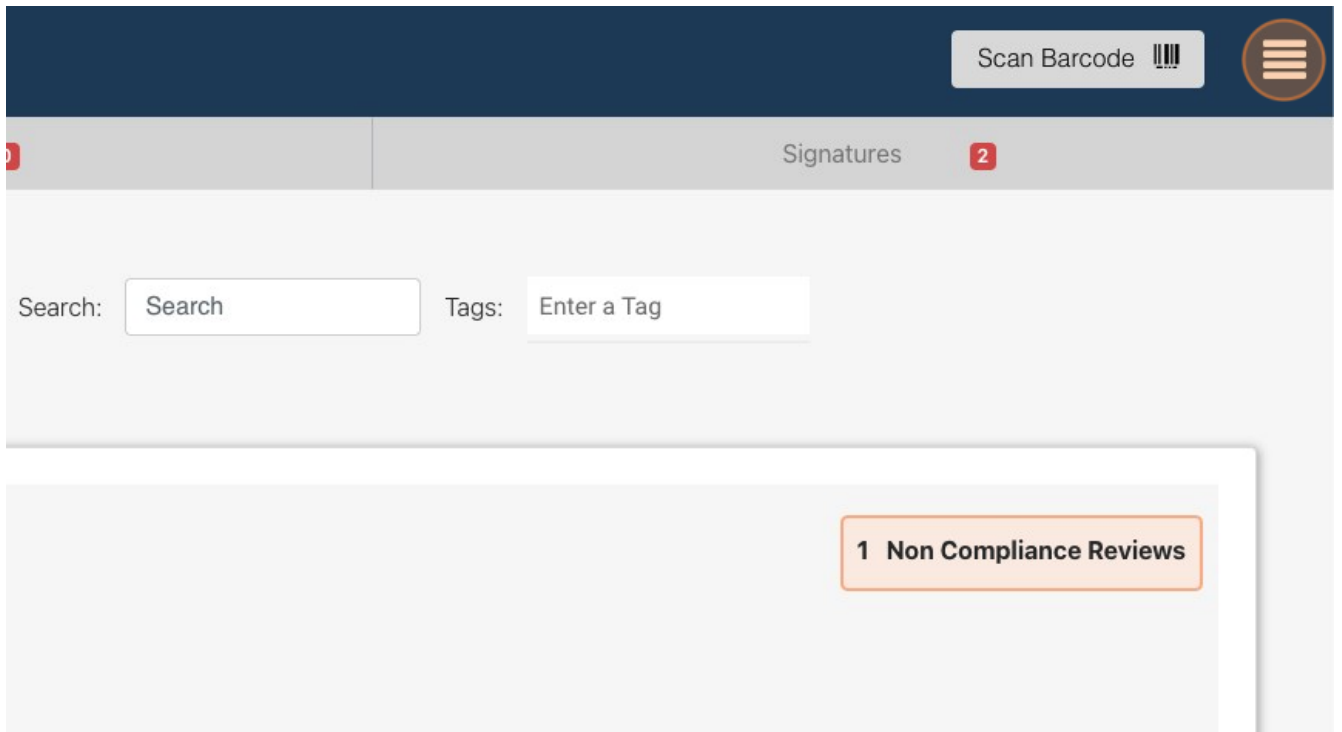 Scan Barcode
Signatures 2
Search: Search Tags: Enter a Tag
1 Non Compliance Reviews